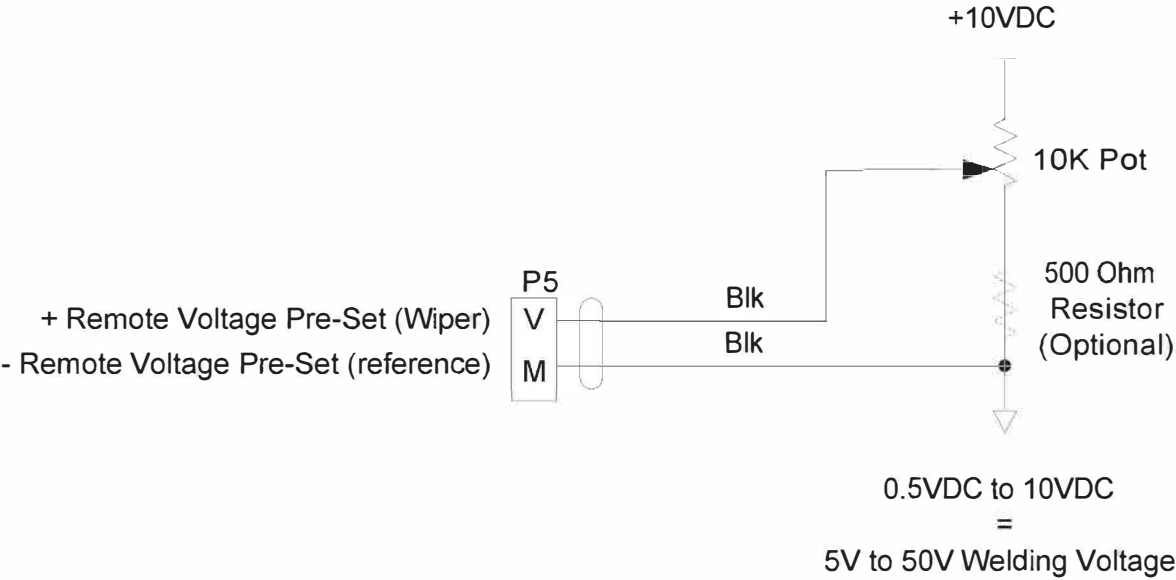 +10VDC
10K Pot
P5
500 Ohm
Resistor
(Optional)
+ Remote Voltage Pre-Set (Wiper)
V
Blk
- Remote Voltage Pre-Set (reference)
M
Blk
0.5VDC to 10VDC
=
5V to 50V Welding Voltage